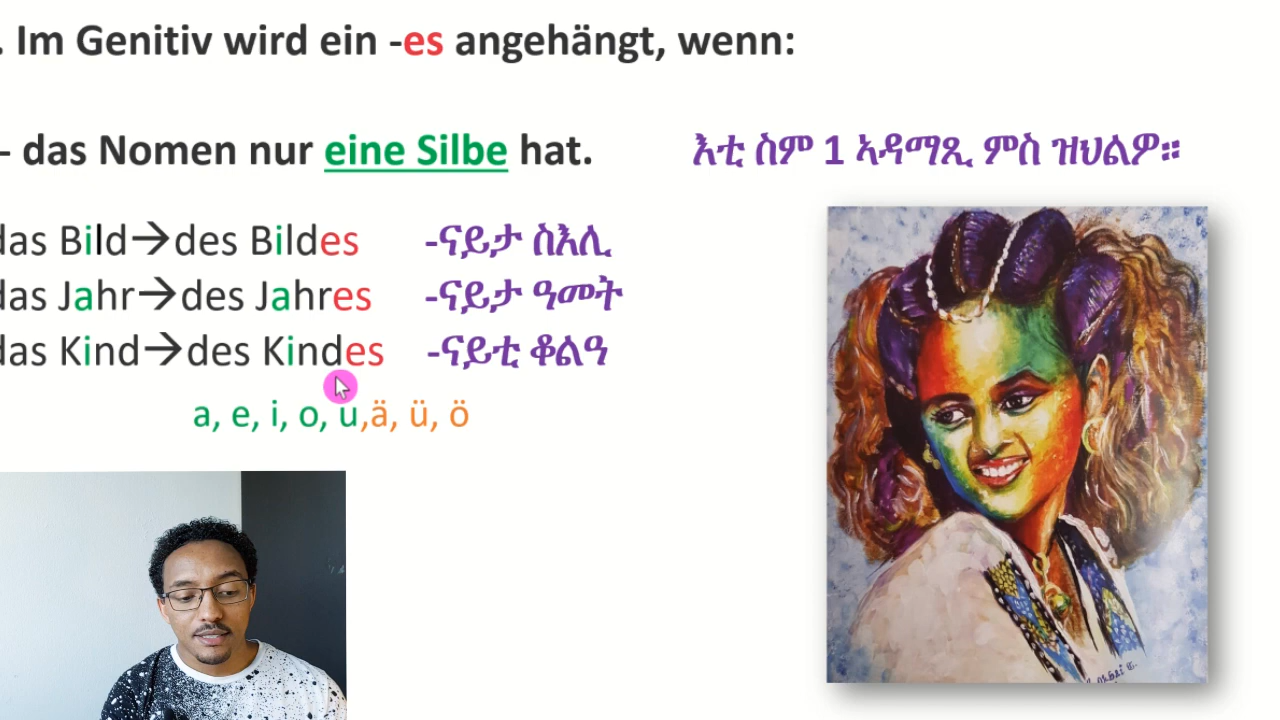 . Im Genitiv wird ein -es angehängt, wenn:
- das Nomen nur eine Silbe hat. እቲ ስም 1 ኣዳማጺ ምስ ዝህልዎ።
das Bild→des Bildes -ናይታ ስእሊ
das Jahr→des Jahres -ናይታ ዓመት
das Kind→des Kindes -ናይቲ ቆልዓ
a, e, i, o, u,ä, ü, ö